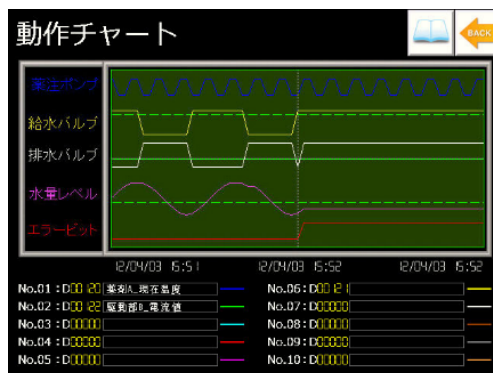 動作チャート
BACK
薬注ポンプ
給水バルブ
排水バルブ
水量レベル
エラービット
12/04/03 15:51 12/04/03 15:52 12/04/03 15:52
No.01 : D00120 薬剤A_現在温度 No.06 : D00121
No.02 : D00122 駆動部B_電流値 No.07 : D00000
No.03 : D00000 No.08 : D00000
No.04 : D00000 No.09 : D00000
No.05 : D00000 No.10 : D00000